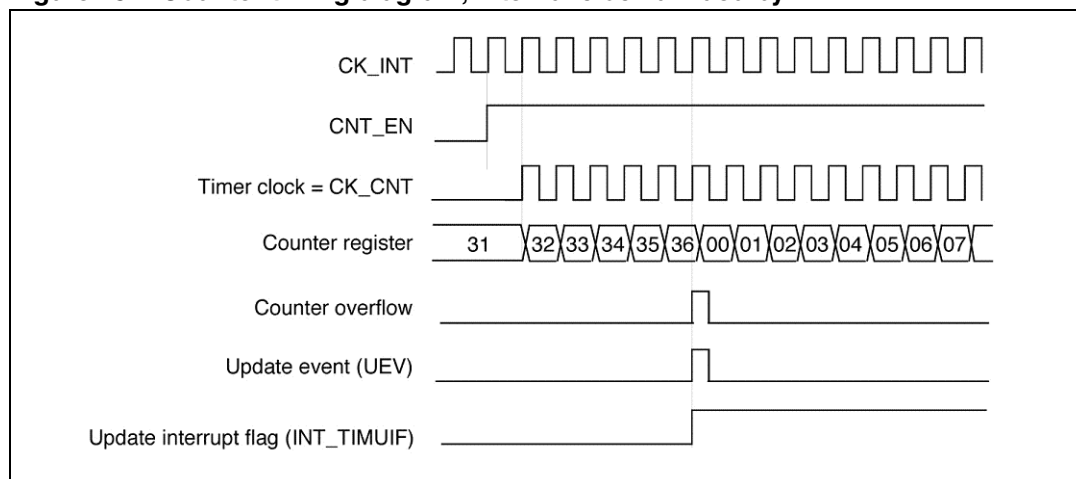 CK_INT
CNT_EN
Timer clock = CK_CNT
Counter register 31 32 33 34 35 36 00 01 02 03 04 05 06 07
Counter overflow
Update event (UEV)
Update interrupt flag (INT_TIMUIF)